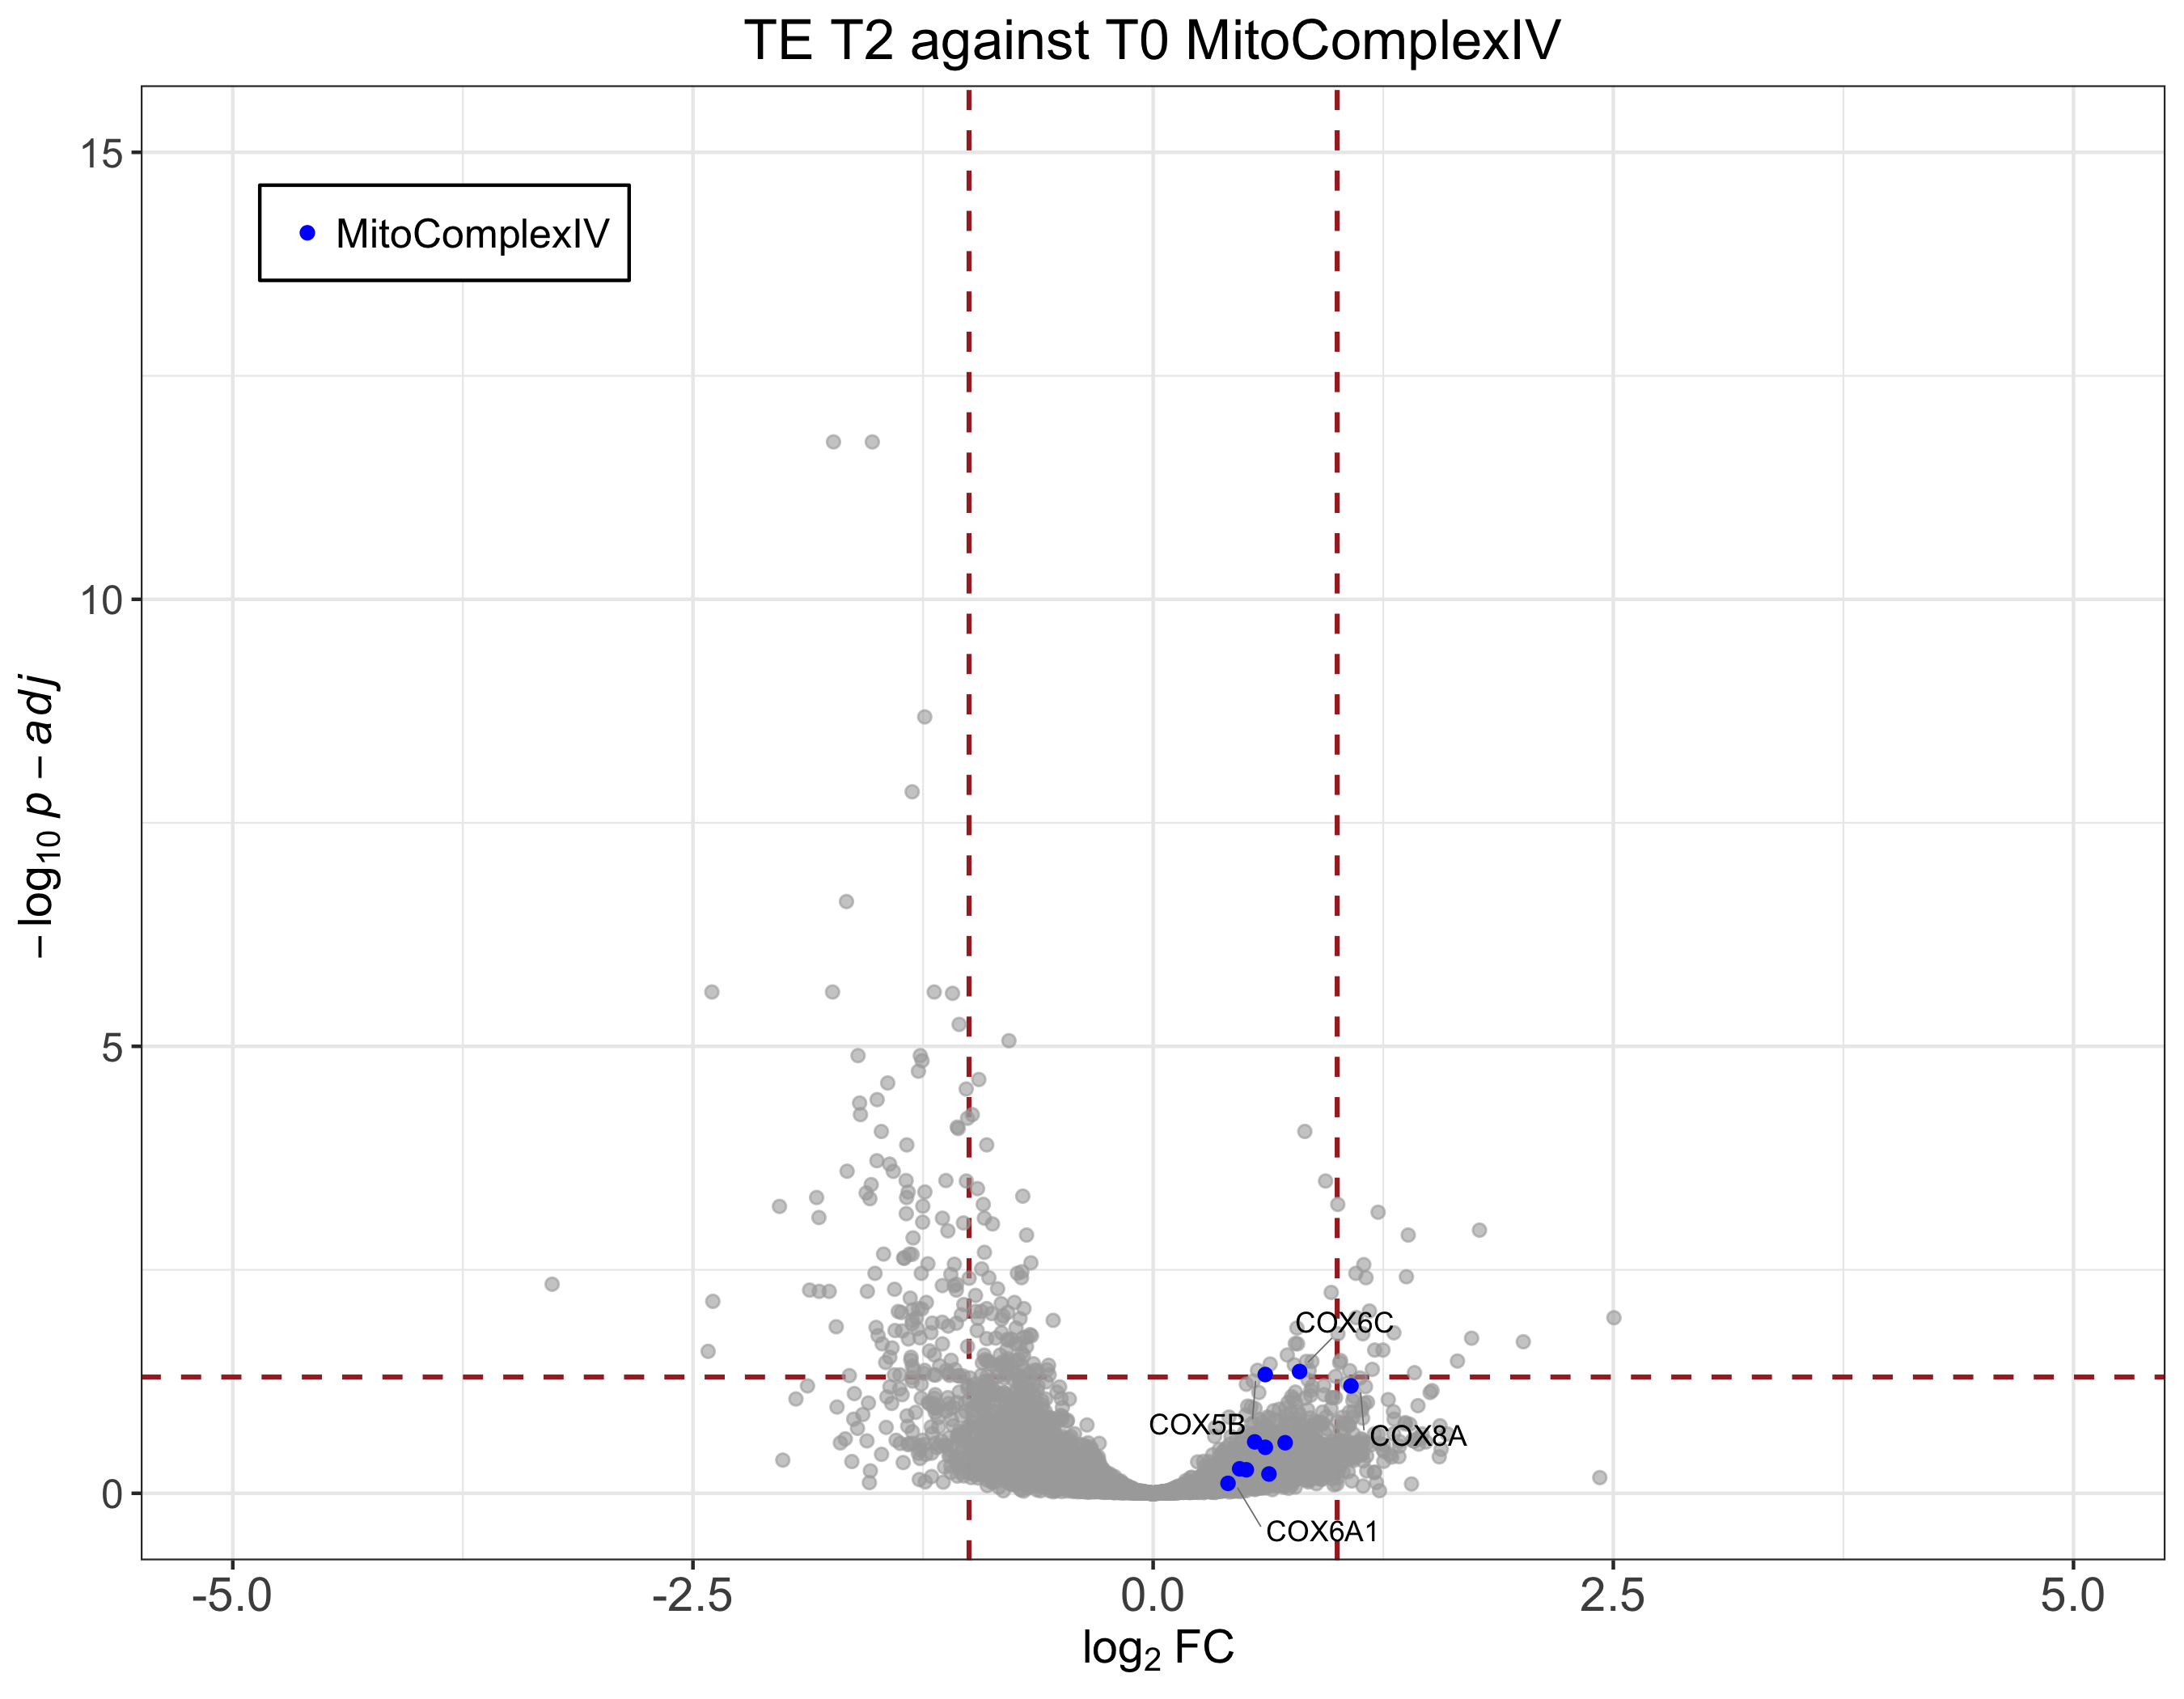 TE T2 against T0 MitoComplexIV
15
MitoComplexIV
10
5
0
−log10 p − adj
COX6C
COX5B
COX8A
COX6A1
-5.0
-2.5
0.0
2.5
5.0
log2 FC